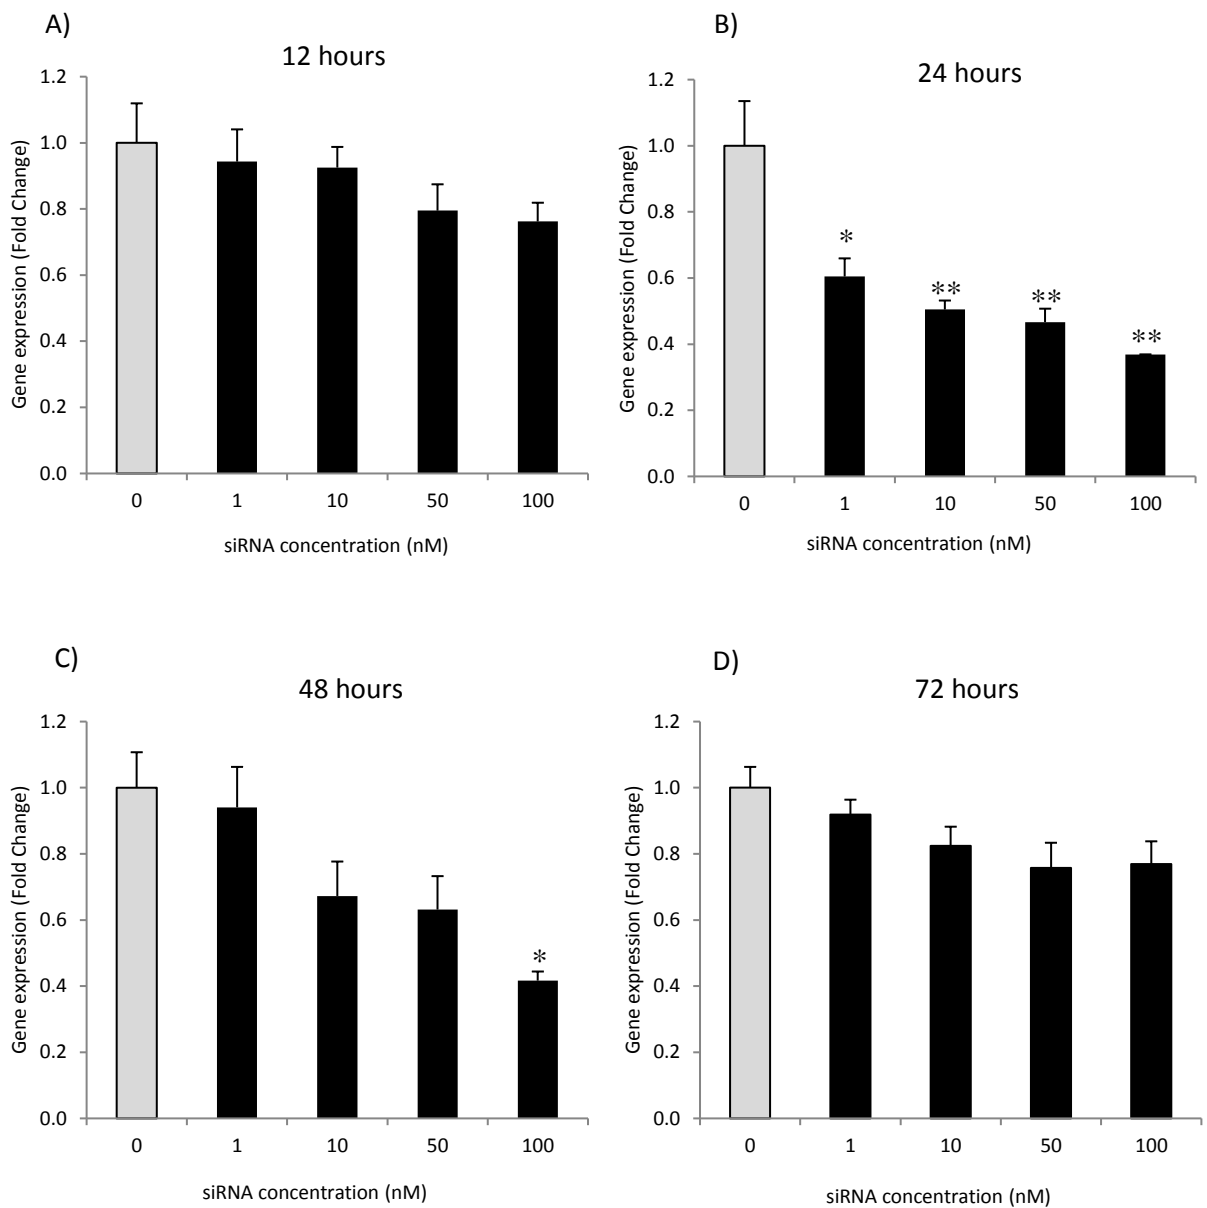 A)
12 hours
Gene expression (Fold Change)
1.2
1.0
0.8
0.6
0.4
0.2
0.0
0 1 10 50 100
siRNA concentration (nM)
B)
24 hours
Gene expression (Fold Change)
1.2
1.0
0.8
0.6
0.4
0.2
0.0
*
**
**
**
0 1 10 50 100
siRNA concentration (nM)
C)
48 hours
Gene expression (Fold Change)
1.2
1.0
0.8
0.6
0.4
0.2
0.0
*
0 1 10 50 100
siRNA concentration (nM)
D)
72 hours
Gene expression (Fold Change)
1.2
1.0
0.8
0.6
0.4
0.2
0.0
0 1 10 50 100
siRNA concentration (nM)